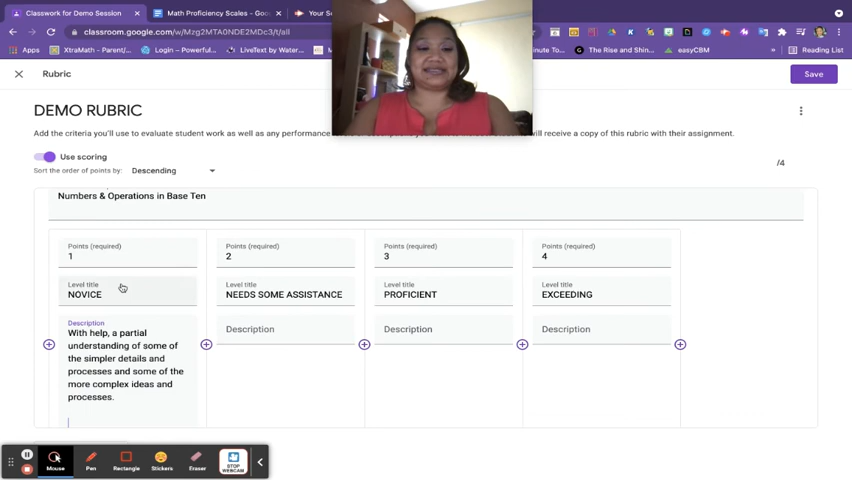 Classwork for Demo Session
Math Proficiency Scales - Goo
Your Sc
classroom.google.com/w/Mzg2MTA0NDE2MDc3/t/all
Apps
XtraMath - Parent/...
Login – Powerful...
LiveText by Water...
inute To...
The Rise and Shin...
easyCBM
»
Reading List
Rubric
Save
DEMO RUBRIC
Add the criteria you'll use to evaluate student work as well as any performance
will receive a copy of this rubric with their assignment.
Use scoring
Sort the order of points by:
Descending
/4
Numbers & Operations in Base Ten
Points (required)
1
Points (required)
2
Points (required)
3
Points (required)
4
Level title
NOVICE
Level title
NEEDS SOME ASSISTANCE
Level title
PROFICIENT
Level title
EXCEEDING
Description
With help, a partial
understanding of some of
the simpler details and
processes and some of the
more complex ideas and
processes.
Description
Description
Description
Mouse
Pen
Rectangle
Stickers
Eraser
STOP
WEBCAM